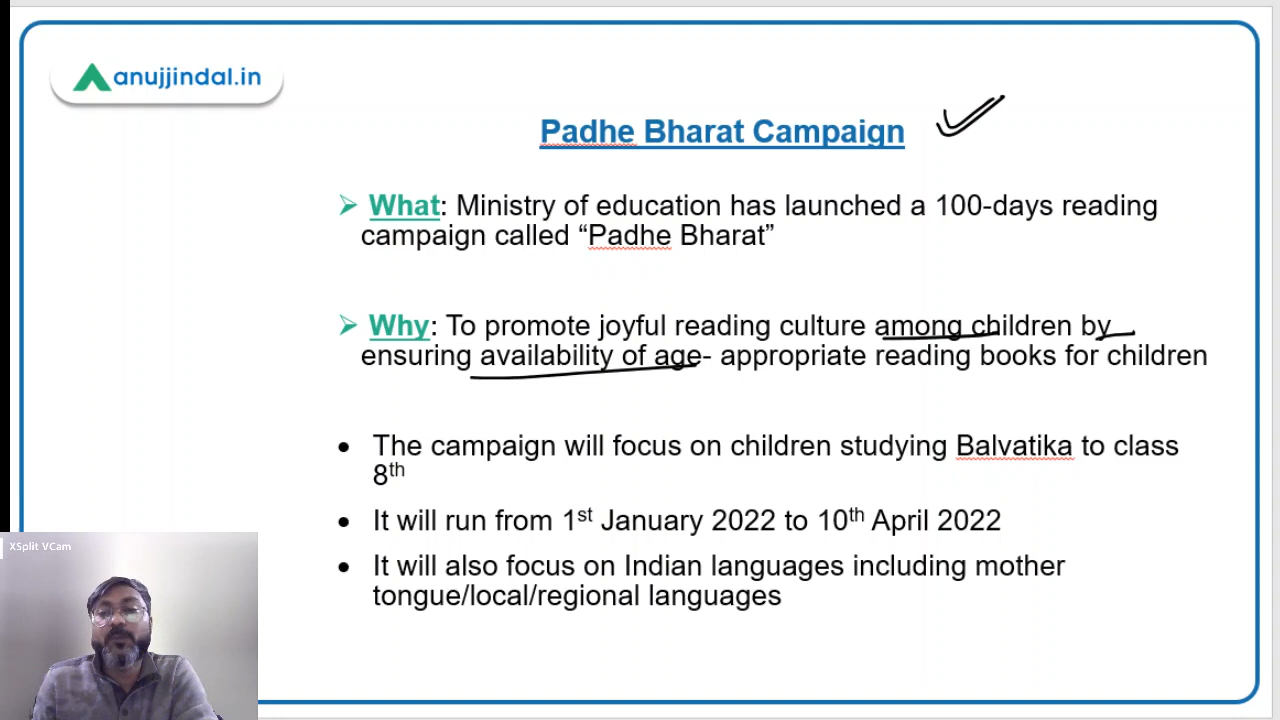 anujjindal.in
Padhe Bharat Campaign
What: Ministry of education has launched a 100-days reading
campaign called “Padhe Bharat”
Why: To promote joyful reading culture among children by
ensuring availability of age- appropriate reading books for children
The campaign will focus on children studying Balvatika to class
8th
It will run from 1st January 2022 to 10th April 2022
It will also focus on Indian languages including mother
tongue/local/regional languages
XSplit VCam